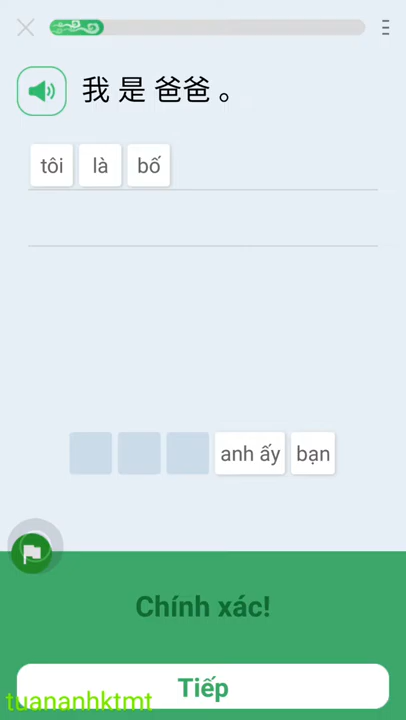 我 是 爸爸 。
tôi là bố
anh ấy bạn
Chính xác!
Tiếp
tuananhktmt